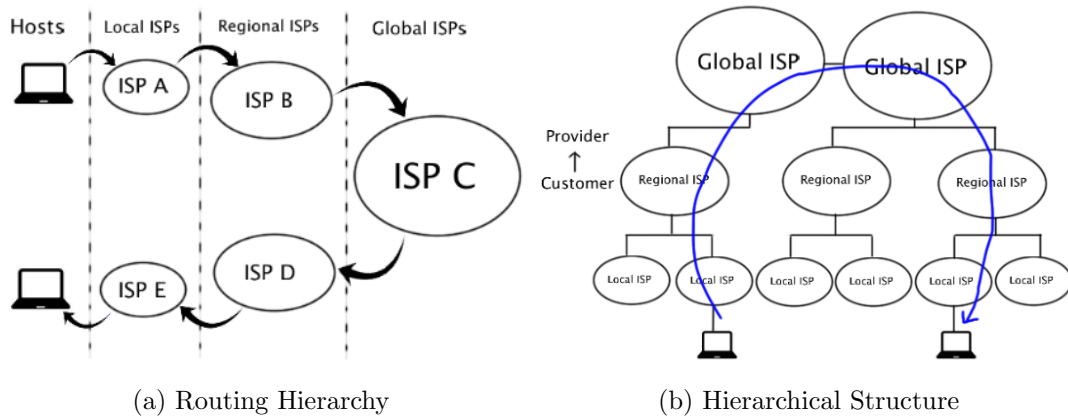 Hosts
Local ISPs
Regional ISPs
Global ISPs
ISP A
ISP B
ISP C
ISP D
ISP E
(a) Routing Hierarchy
Global ISP
Global ISP
Provider
↑
Customer
Regional ISP
Regional ISP
Regional ISP
Local ISP
Local ISP
Local ISP
Local ISP
Local ISP
Local ISP
(b) Hierarchical Structure